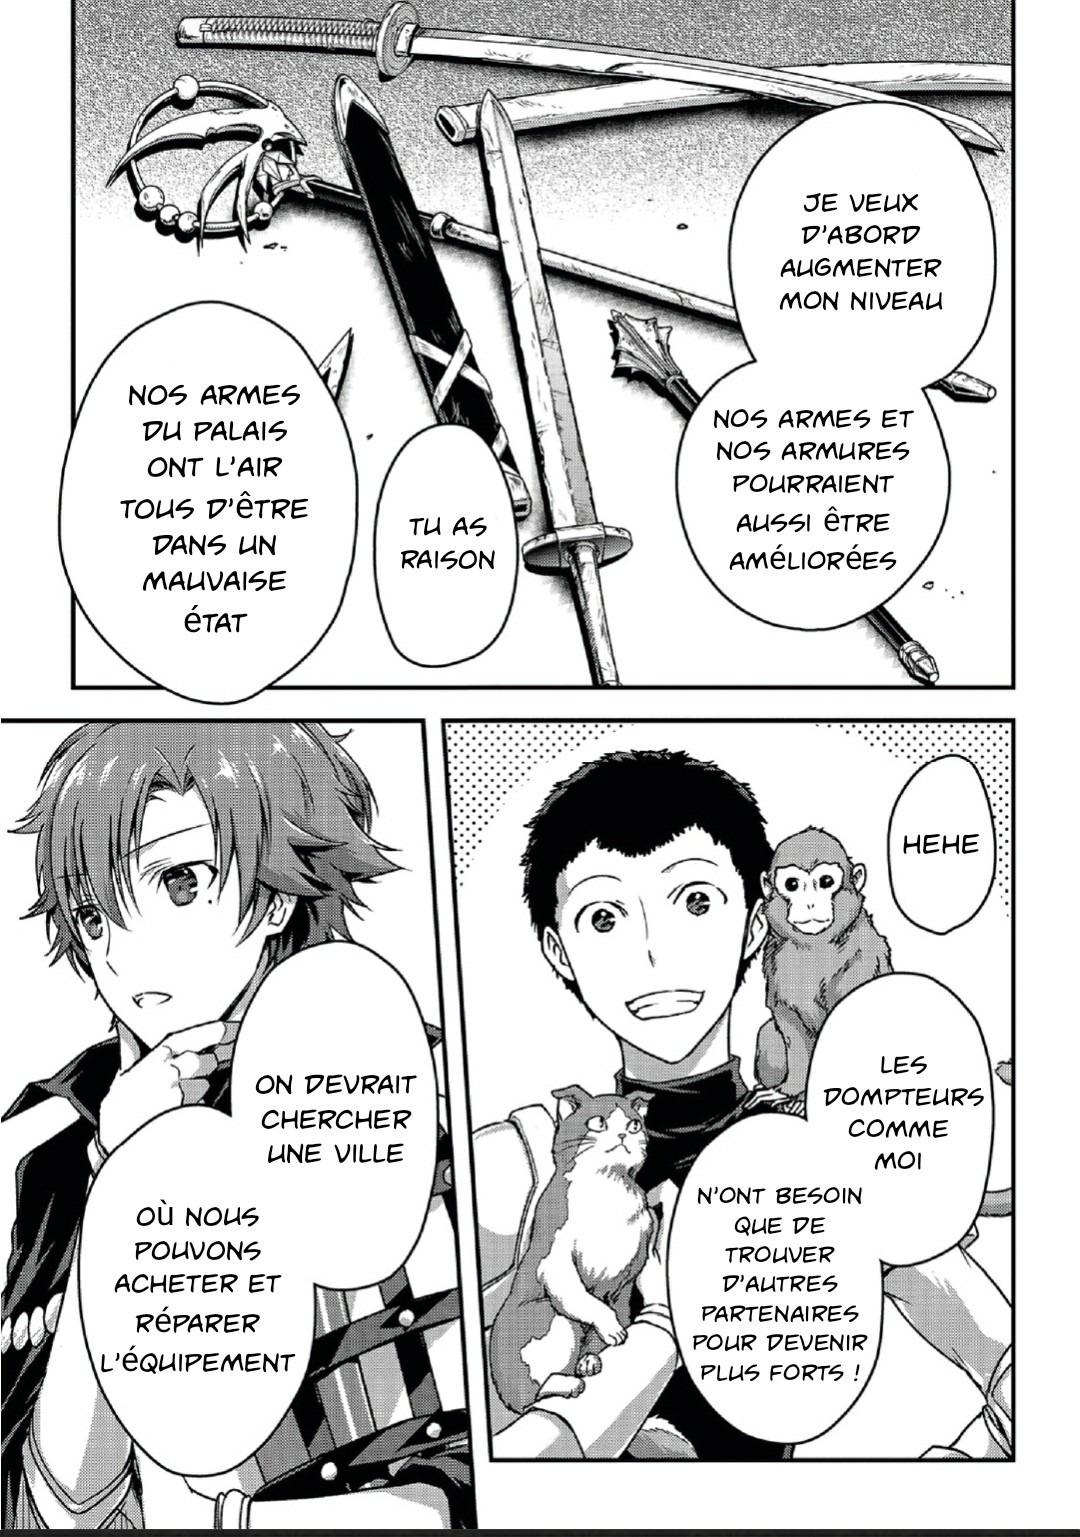 JE VEUX
D'ABORD
AUGMENTER
MON NIVEAU
NOS ARMES ET
NOS ARMURES
POURRAIENT
AUSSI ÊTRE
AMÉLIORÉES
TU AS
RAISON
NOS ARMES
DU PALAIS
ONT L'AIR
TOUS D'ÊTRE
DANS UN
MAUVAISE
ÉTAT
HEHE
LES
DOMPTEURS
COMME
MOI
N'ONT BESOIN
QUE DE
TROUVER
D'AUTRES
PARTENAIRES
POUR DEVENIR
PLUS FORTS !
ON DEVRAIT
CHERCHER
UNE VILLE
OÙ NOUS
POUVONS
ACHETER ET
RÉPARER
L'ÉQUIPEMENT